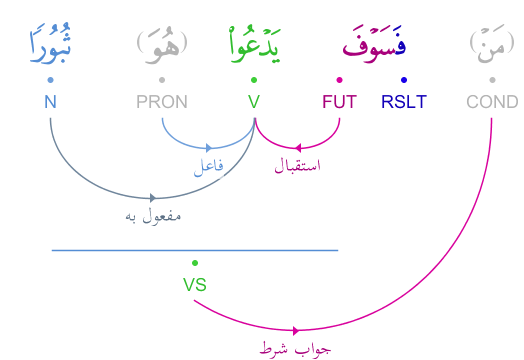 (مَنْ) فَسَوْفَ يَدْعُوا۟ (هُوَ) ثُبُورًا
COND RSLT FUT V PRON N
استقبال فاعل
مفعول به
VS
جواب شرط